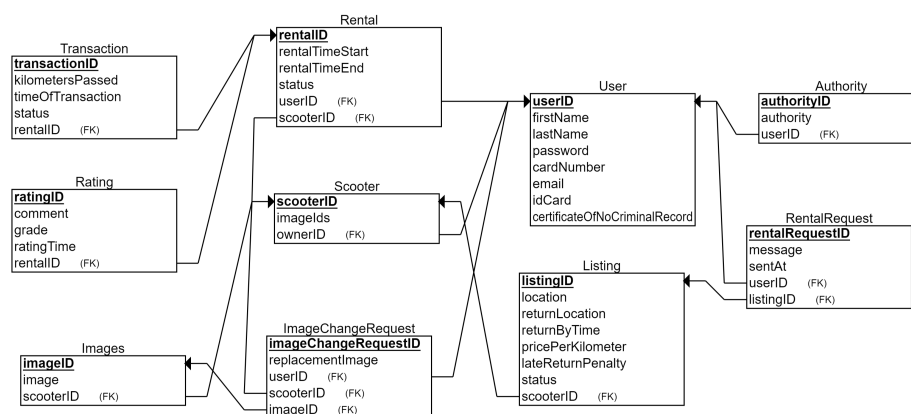 Transaction
transactionID
kilometersPassed
timeOfTransaction
status
rentalID (FK)
Rating
ratingID
comment
grade
ratingTime
rentalID (FK)
Images
imageID
image
scooterID (FK)
Rental
rentalID
rentalTimeStart
rentalTimeEnd
status
userID (FK)
scooterID (FK)
Scooter
scooterID
imageIds
ownerID (FK)
ImageChangeRequest
imageChangeRequestID
replacementImage
userID (FK)
scooterID (FK)
imageID (FK)
User
userID
firstName
lastName
password
cardNumber
email
idCard
certificateOfNoCriminalRecord
Listing
listingID
location
returnLocation
returnByTime
pricePerKilometer
lateReturnPenalty
status
scooterID (FK)
Authority
authorityID
authority
userID (FK)
RentalRequest
rentalRequestID
message
sentAt
userID (FK)
listingID (FK)